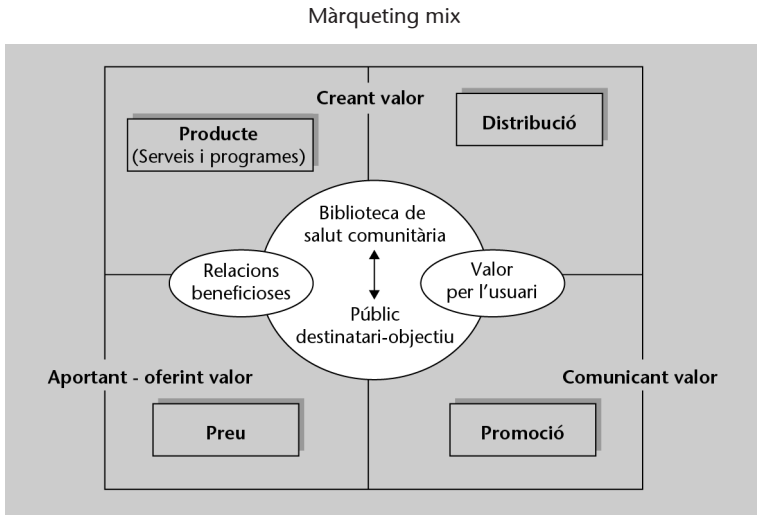 Màrqueting mix
Creant valor
Producte
(Serveis i programes)
Distribució
Biblioteca de
salut comunitària
Relacions
beneficioses
Valor
per l'usuari
Públic
destinatari-objectiu
Aportant - oferint valor
Comunicant valor
Preu
Promoció